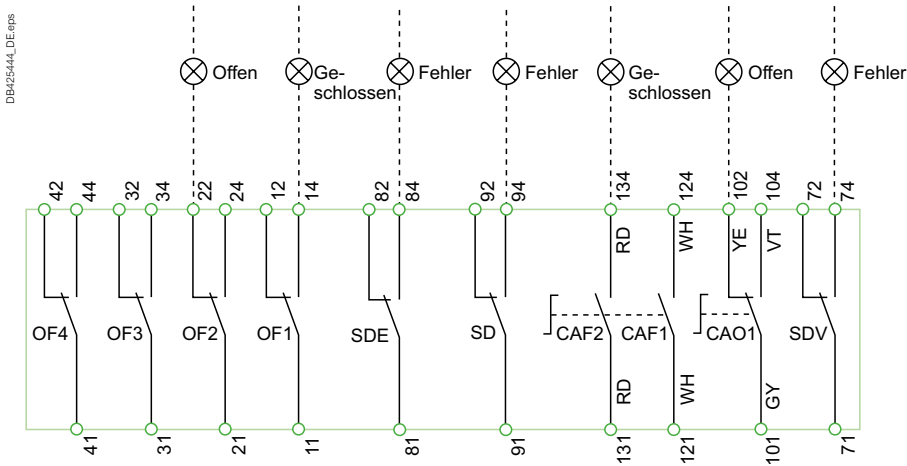 DB425444_DE.eps
Offen
Ge-
schlossen
Fehler
Fehler
Ge-
schlossen
Offen
Fehler
42 44 32 34 22 24 12 14 82 84 92 94 134 124 102 104 72 74
RD WH YE VT
OF4 OF3 OF2 OF1 SDE SD CAF2 CAF1 CAO1 SDV
RD WH GY
41 31 21 11 81 91 131 121 101 71